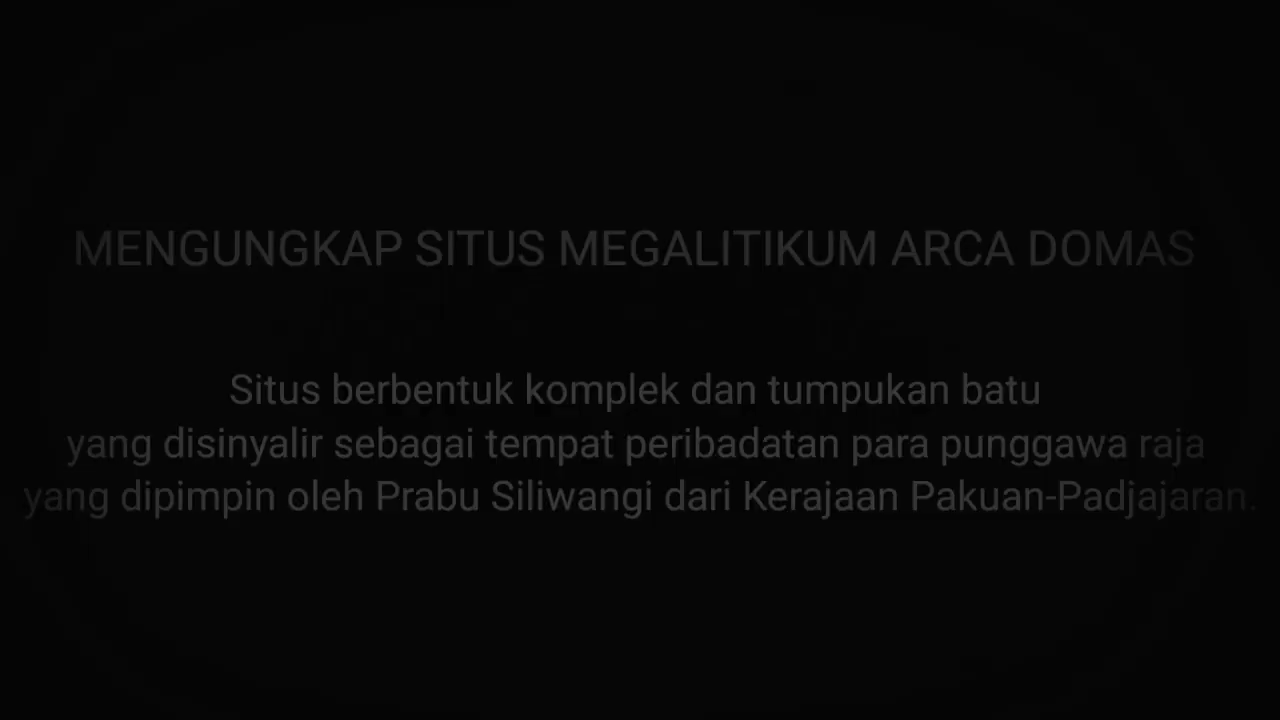 MENGUNGKAP SITUS MEGALITIKUM ARCA DOMAS
Situs berbentuk komplek dan tumpukan batu
yang disinyalir sebagai tempat peribadatan para punggawa raja
yang dipimpin oleh Prabu Siliwangi dari Kerajaan Pakuan-Padjajaran.